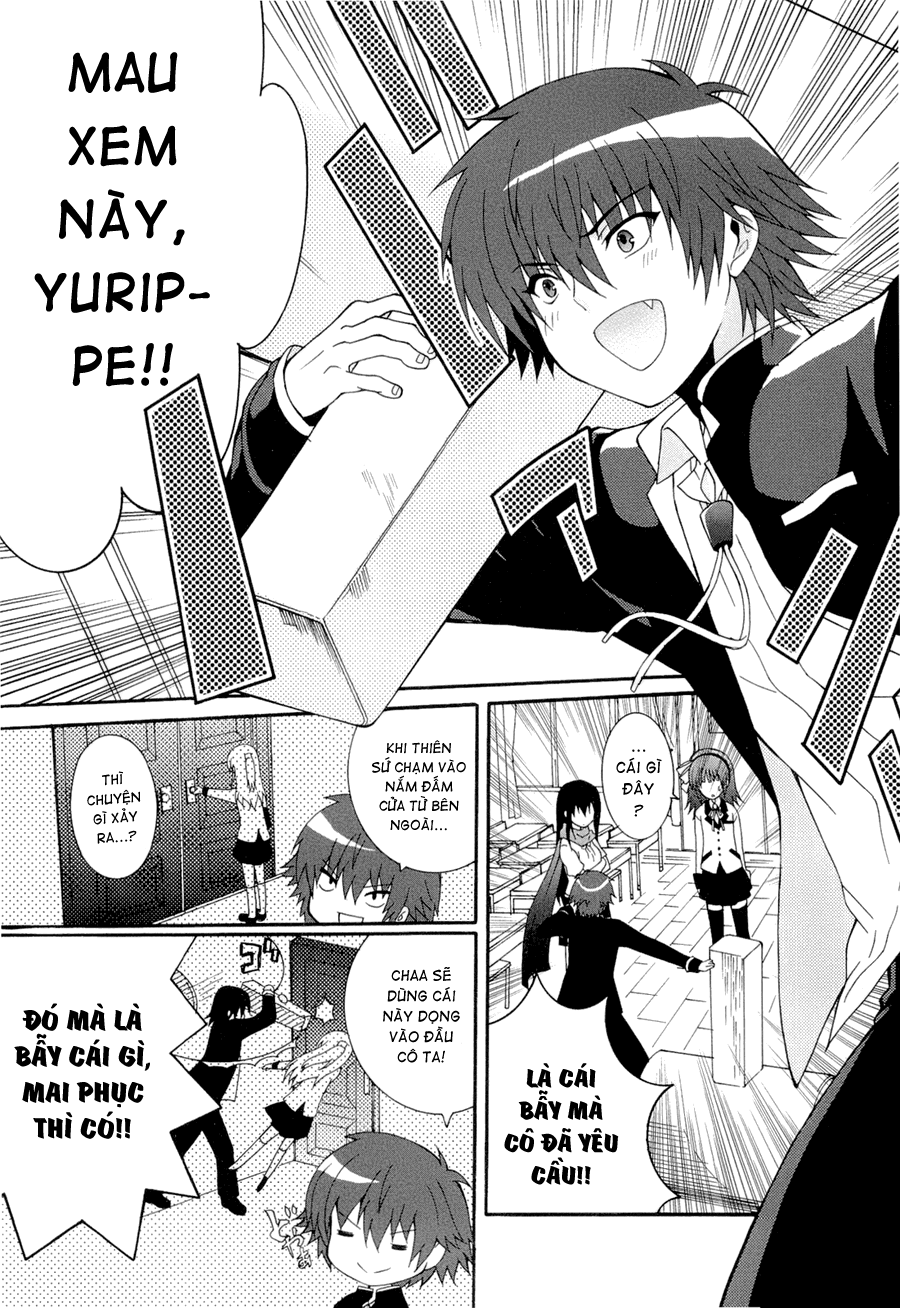 MAU
XEM
NÀY,
YURIP-
PE!!
...
CÁI GÌ
ĐÂY
?
LÀ CÁI
BẪY MÀ
CÔ ĐÃ YÊU
CẦU!!
KHI THIÊN
SỨ CHẠM VÀO
NẮM ĐẤM
CỬA TỪ BÊN
NGOÀI...
THÌ
CHUYỆN
GÌ XẢY
RA...?
CHAA SẼ
DÙNG CÁI
NÀY DỌNG
VÀO ĐẦU
CÔ TA!
ĐÓ MÀ LÀ
BẪY CÁI GÌ,
MAI PHỤC
THÌ CÓ!!